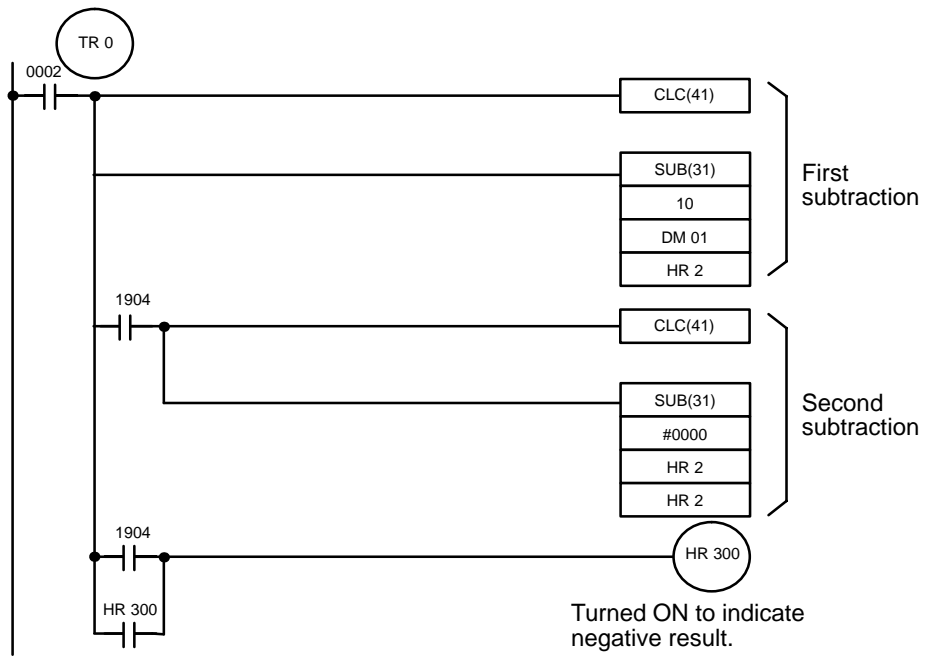 TR 0
0002
CLC(41)
SUB(31)
10
DM 01
HR 2
First
subtraction
1904
CLC(41)
SUB(31)
#0000
HR 2
HR 2
Second
subtraction
1904
HR 300
HR 300
Turned ON to indicate
negative result.